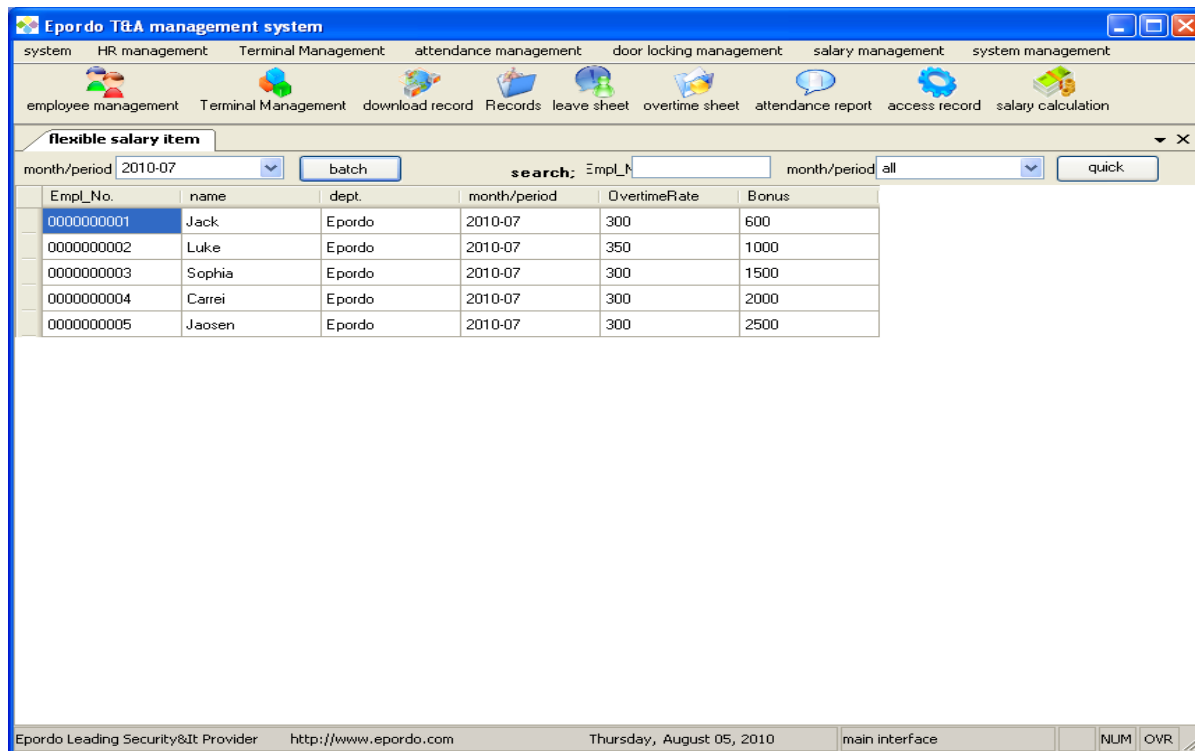 Epordo T&A management system
system HR management Terminal Management attendance management door locking management salary management system management
employee management Terminal Management download record Records leave sheet overtime sheet attendance report access record salary calculation
flexible salary item
month/period 2010-07 batch search; Empl_N month/period all quick
Empl_No. name dept. month/period OvertimeRate Bonus
0000000001 Jack Epordo 2010-07 300 600
0000000002 Luke Epordo 2010-07 350 1000
0000000003 Sophia Epordo 2010-07 300 1500
0000000004 Carrei Epordo 2010-07 300 2000
0000000005 Jaosen Epordo 2010-07 300 2500
Epordo Leading Security&It Provider http://www.epordo.com Thursday, August 05, 2010 main interface NUM OVR